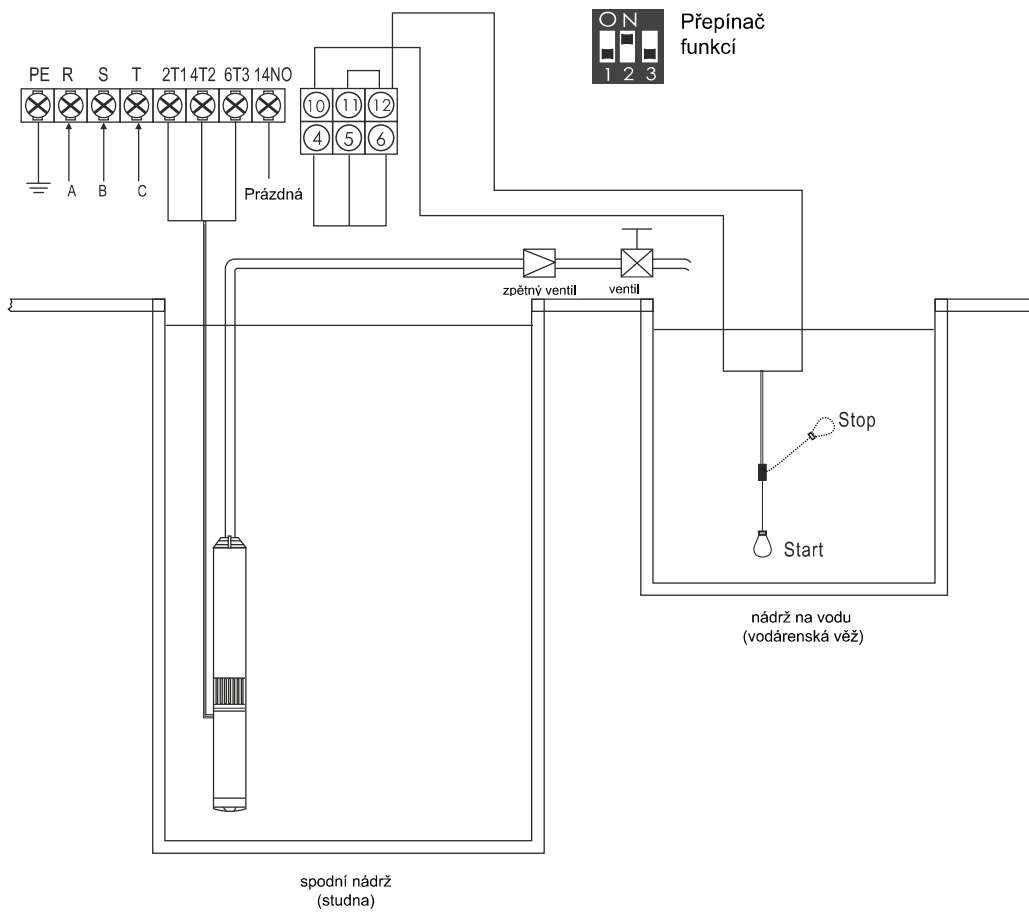 ON
1 2 3
Přepínač
funkcí
PE R S T 2T1 4T2 6T3 14NO
10 11 12
4 5 6
A B C
Prázdná
zpětný ventil
ventil
Stop
Start
nádrž na vodu
(vodárenská věž)
spodní nádrž
(studna)